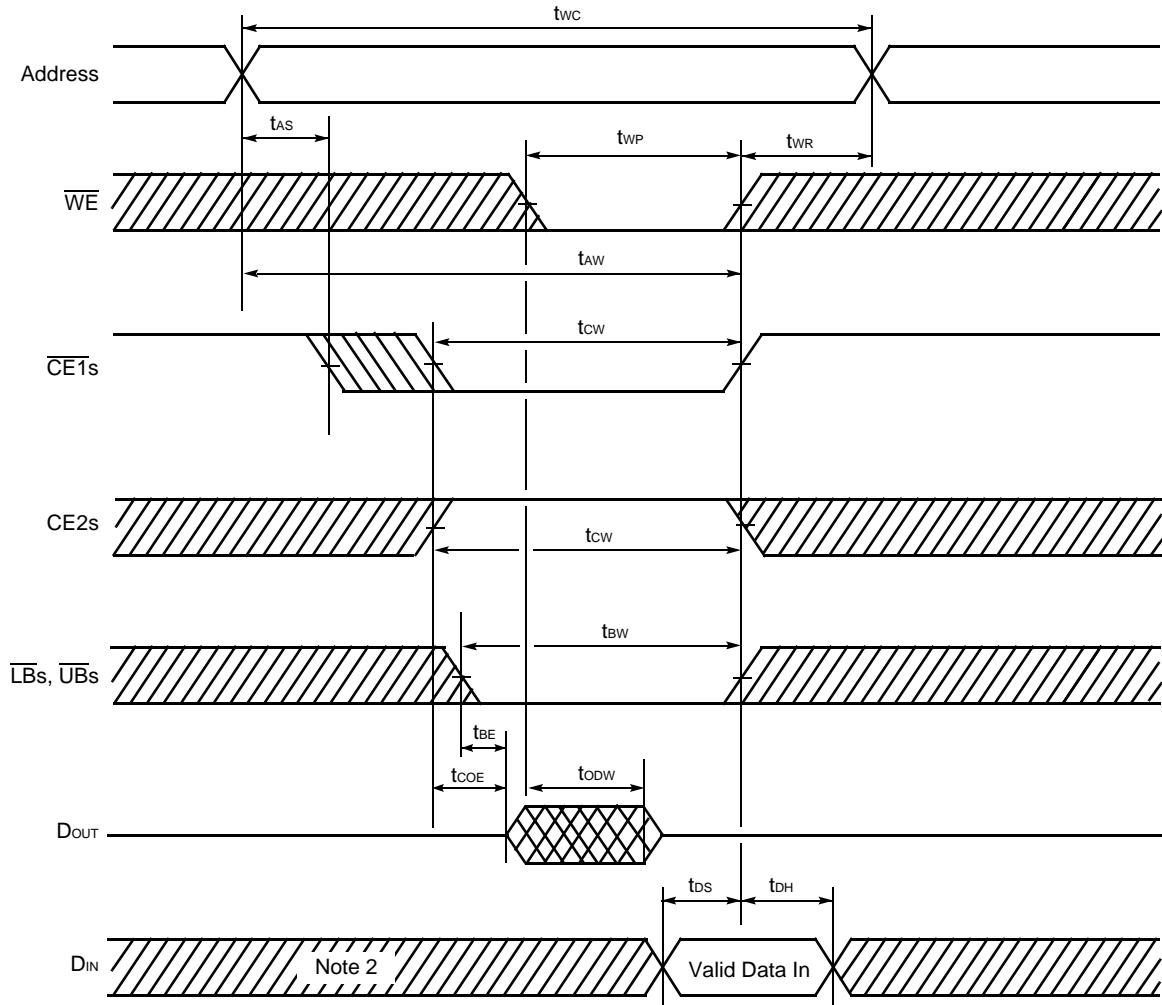 tWC
Address
tAS
tWP
tWR
WE
tAW
tCW
CE1s
CE2s
tCW
tBW
LBs, UBs
tBE
tCOE
tODW
DOUT
tDS
tDH
DIN
Note 2
Valid Data In